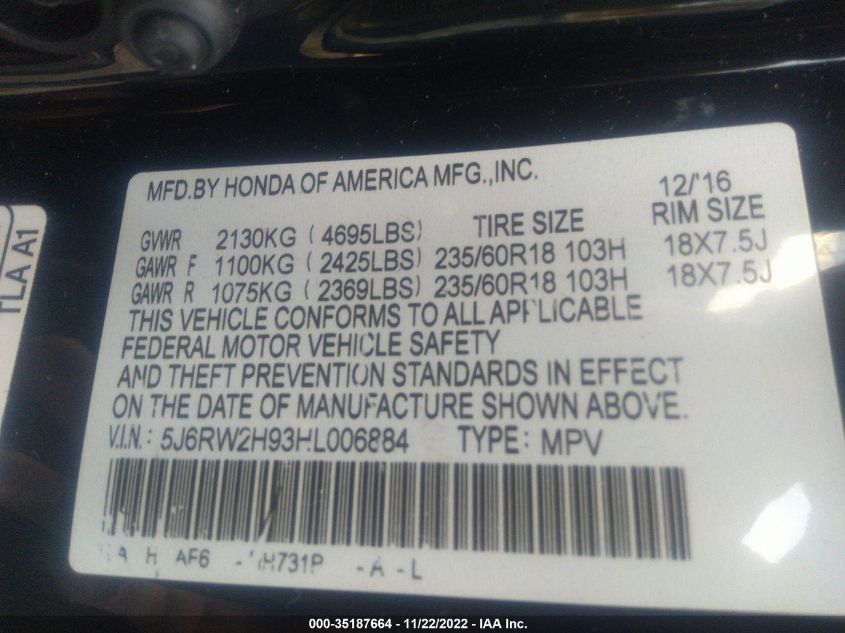 MFD.BY HONDA OF AMERICA MFG.,INC. 12/'16
GVWR 2130KG ( 4695LBS) TIRE SIZE RIM SIZE
GAWR F 1100KG ( 2425LBS) 235/60R18 103H 18X7.5J
GAWR R 1075KG ( 2369LBS) 235/60R18 103H 18X7.5J
THIS VEHICLE CONFORMS TO ALL APPLICABLE
FEDERAL MOTOR VEHICLE SAFETY
AND THEFT PREVENTION STANDARDS IN EFFECT
ON THE DATE OF MANUFACTURE SHOWN ABOVE.
V.I.N.: 5J6RW2H93HL006884 TYPE: MPV
AF6 H731P -A -L
TLA A1
000-35187664 - 11/22/2022 - IAA Inc.